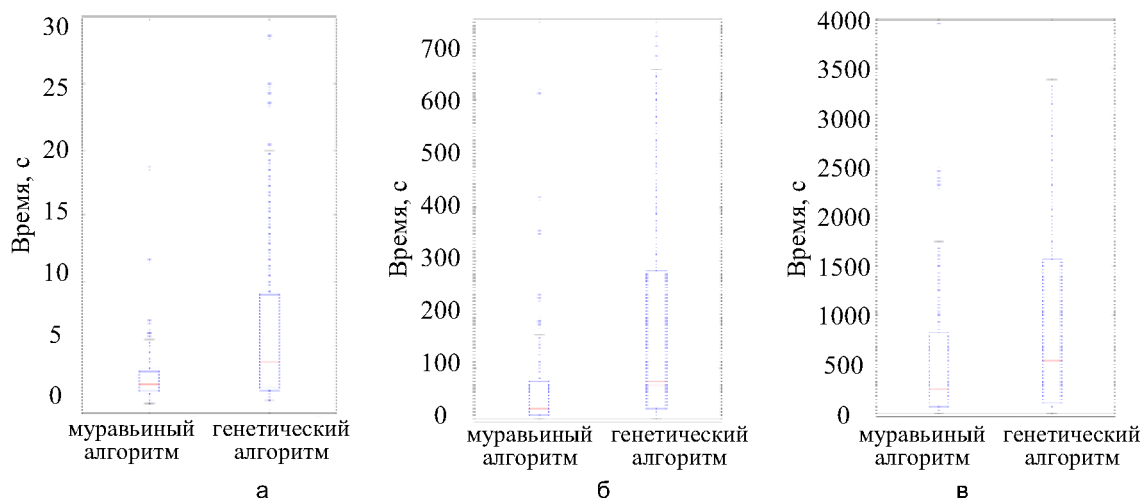 30
25
20
15
10
5
0
Время, с
муравьиный
алгоритм
генетический
алгоритм
а
700
600
500
400
300
200
100
0
Время, с
муравьиный
алгоритм
генетический
алгоритм
б
4000
3500
3000
2500
2000
1500
1000
500
0
Время, с
муравьиный
алгоритм
генетический
алгоритм
в